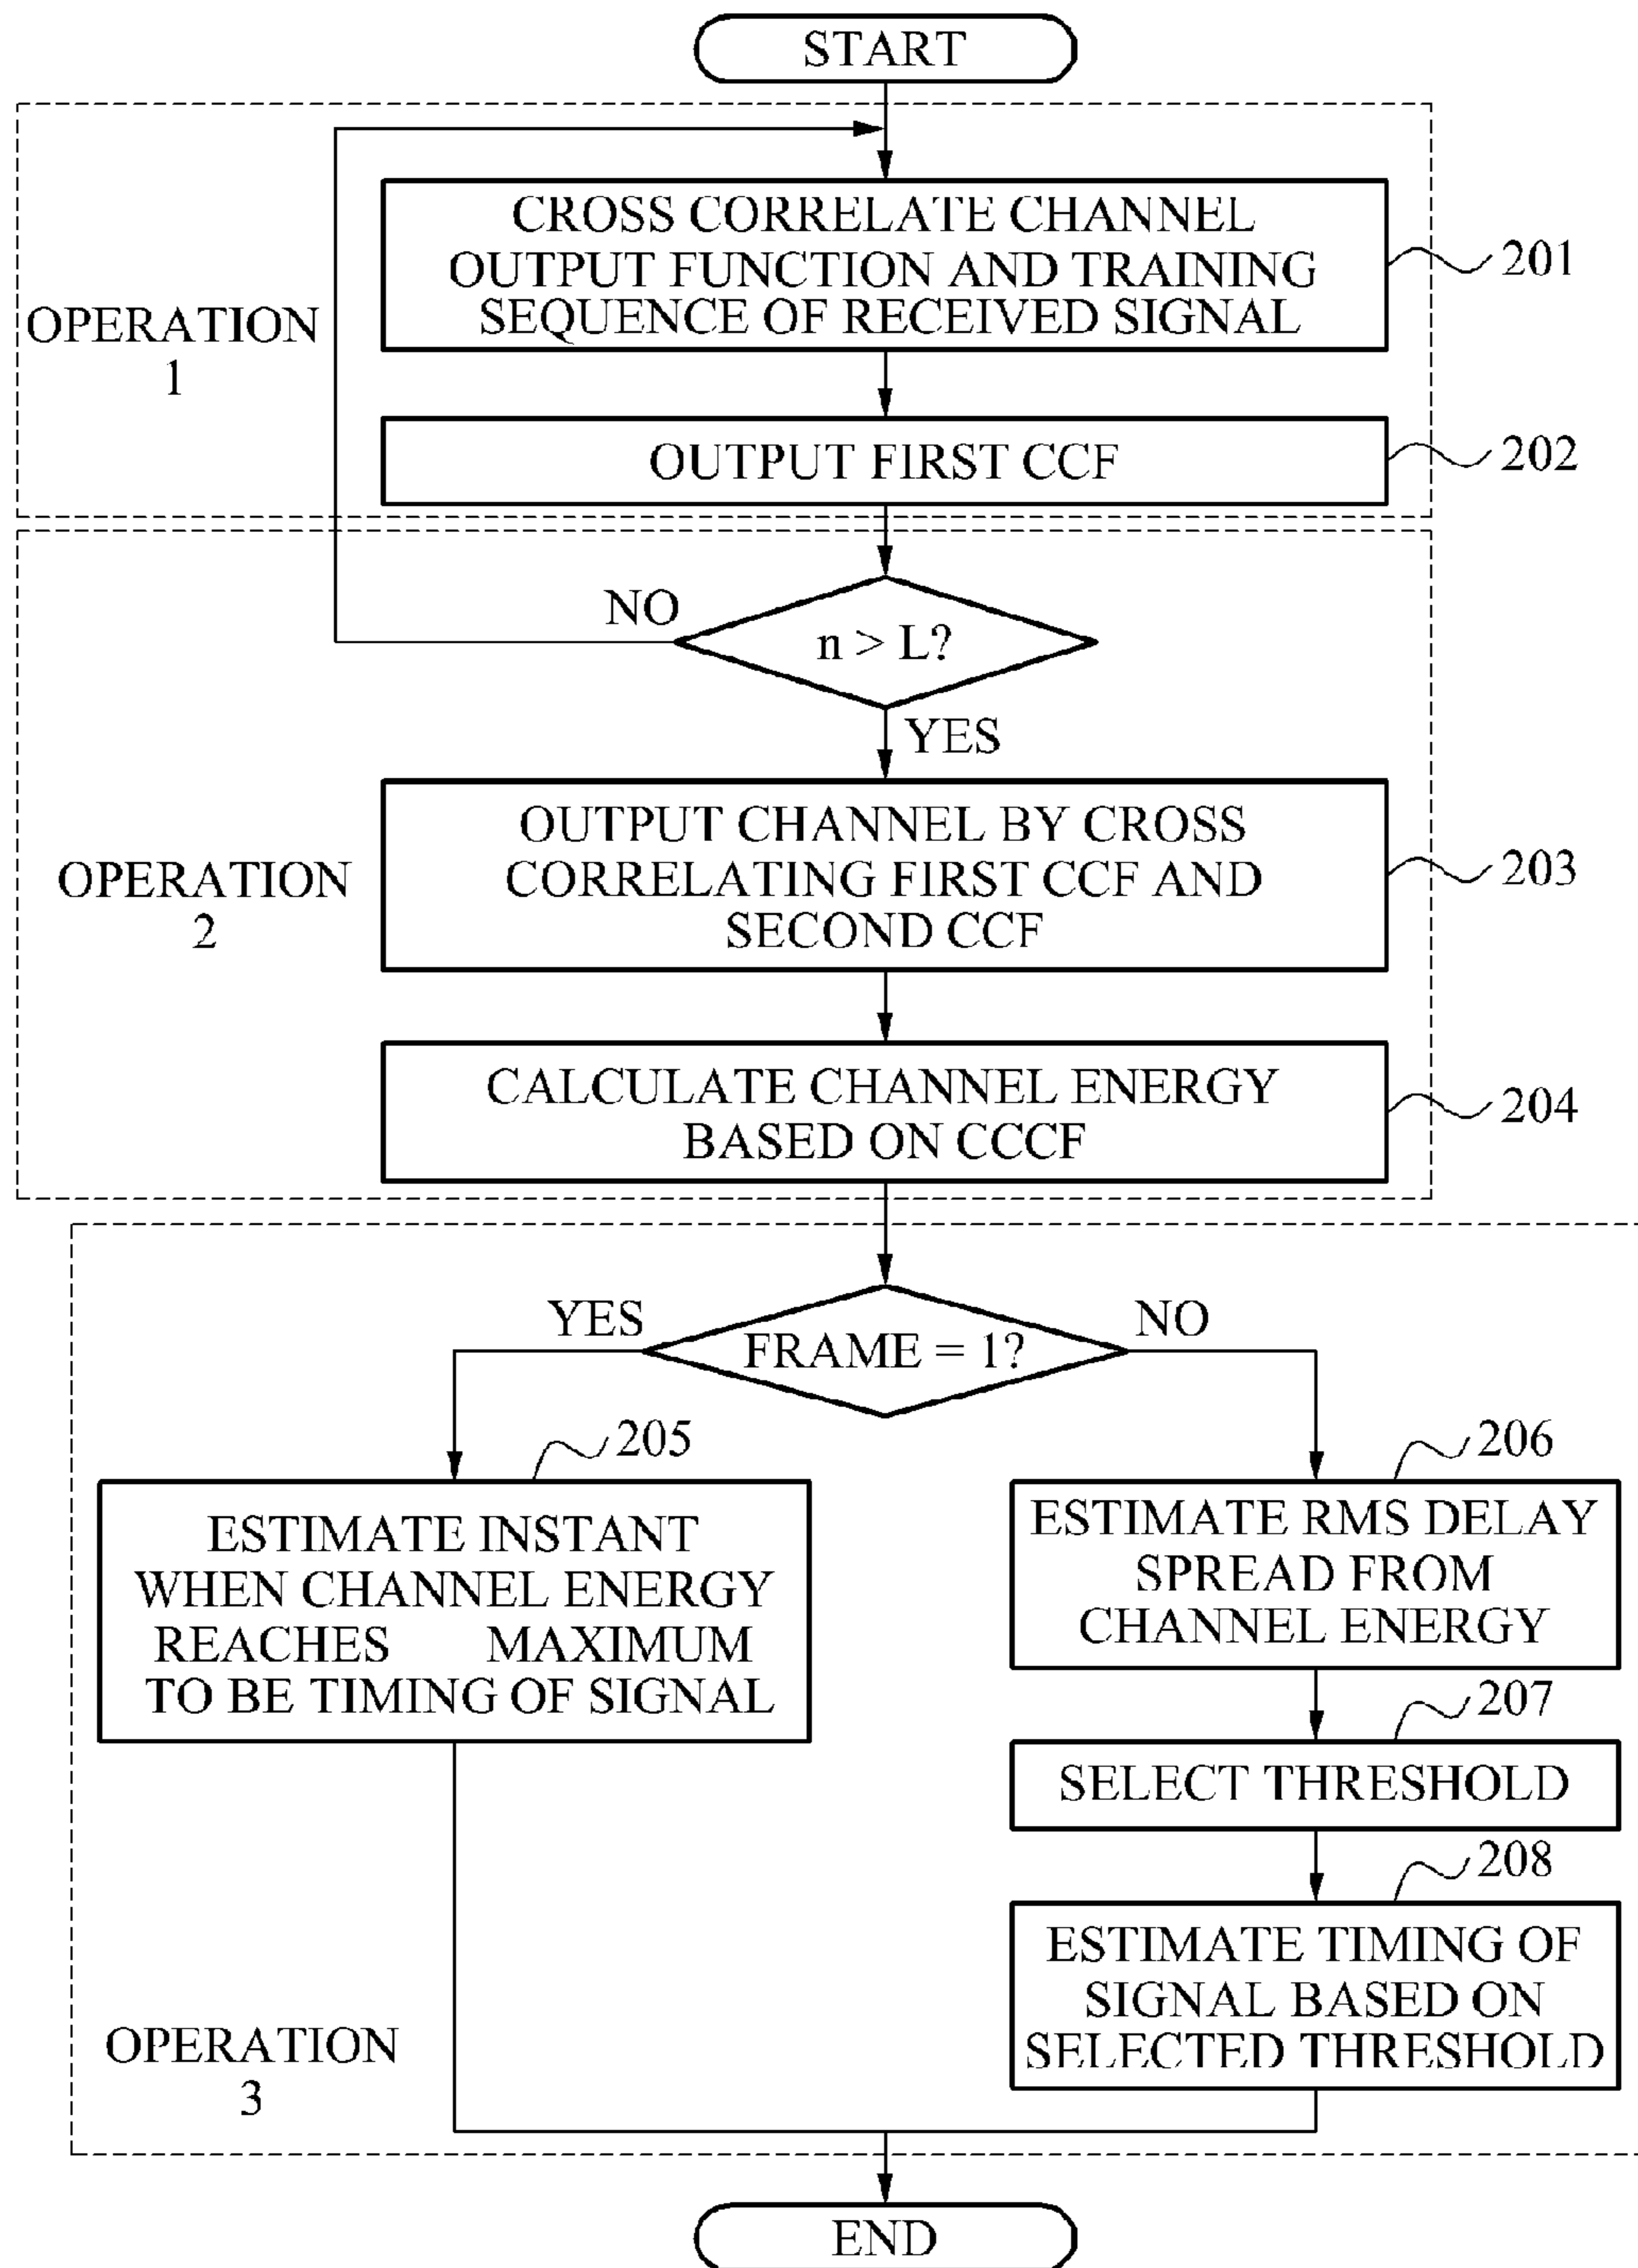 START
CROSS CORRELATE CHANNEL
OUTPUT FUNCTION AND TRAINING
SEQUENCE OF RECEIVED SIGNAL
201
OPERATION
1
OUTPUT FIRST CCF
202
NO
n > L?
YES
OUTPUT CHANNEL BY CROSS
CORRELATING FIRST CCF AND
SECOND CCF
203
OPERATION
2
CALCULATE CHANNEL ENERGY
BASED ON CCCF
204
YES
FRAME = 1?
NO
205
ESTIMATE INSTANT
WHEN CHANNEL ENERGY
REACHES MAXIMUM
TO BE TIMING OF SIGNAL
206
ESTIMATE RMS DELAY
SPREAD FROM
CHANNEL ENERGY
207
SELECT THRESHOLD
208
ESTIMATE TIMING OF
SIGNAL BASED ON
SELECTED THRESHOLD
OPERATION
3
END